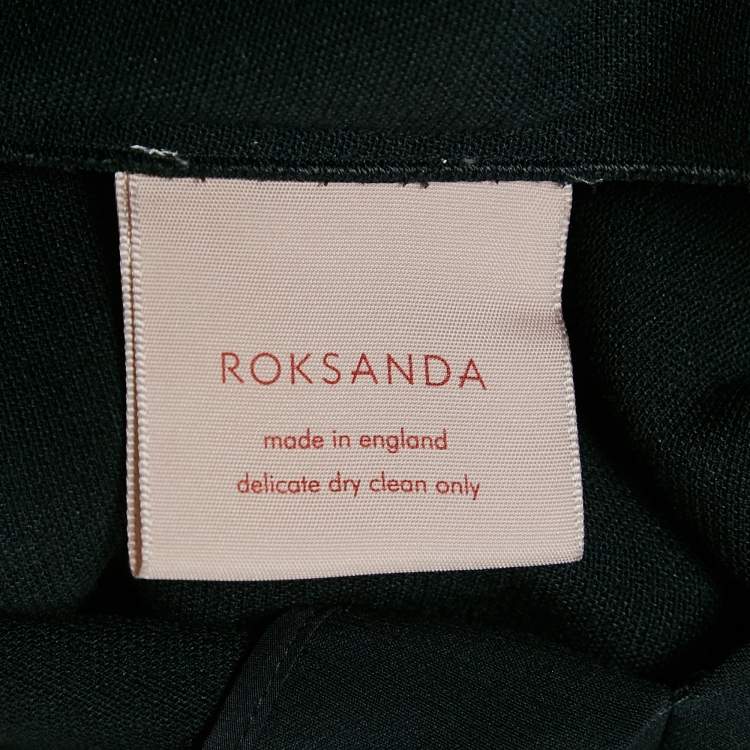 ROKSANDA
made in england
delicate dry clean only